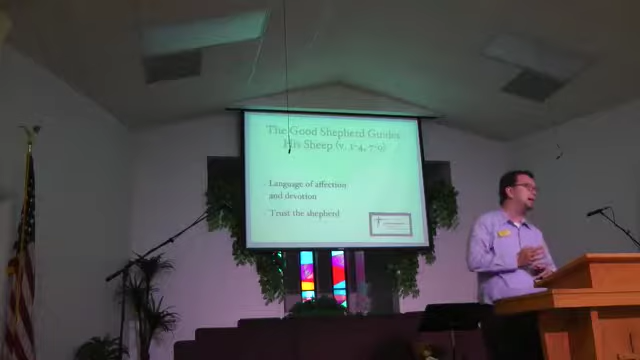 The Good Shepherd Guides
His Sheep (v. 1-4, 7-9)
Language of affection
and devotion
Trust the shepherd